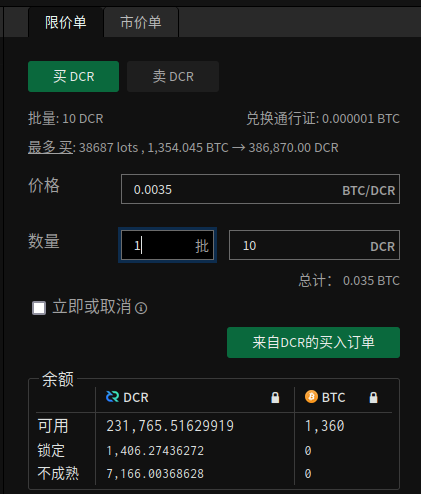 限价单 市价单
买 DCR 卖 DCR
批量: 10 DCR 兑换通行证: 0.000001 BTC
最多 买: 38687 lots , 1,354.045 BTC → 386,870.00 DCR
价格 0.0035 BTC/DCR
数量 1 批 10 DCR
总计： 0.035 BTC
立即或取消
来自DCR的买入订单
余额
DCR BTC
可用 231,765.51629919 1,360
锁定 1,406.27436272 0
不成熟 7,166.00368628 0